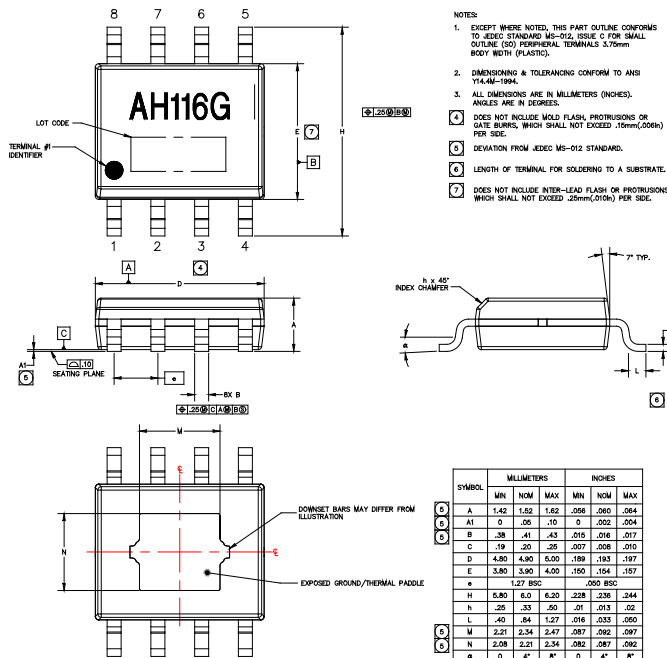 8 7 6 5
AH116G
LOT CODE
TERMINAL #1
IDENTIFIER
1 2 3 4
E 7
B
H
.25 M B M
NOTES:
1. EXCEPT WHERE NOTED, THIS PART OUTLINE CONFORMS
TO JEDEC STANDARD MS-012, ISSUE C FOR SMALL
OUTLINE (SO) PERIPHERAL TERMINALS 3.75mm
BODY WIDTH (PLASTIC).
2. DIMENSIONING & TOLERANCING CONFORM TO ANSI
Y14.4M-1994.
3. ALL DIMENSIONS ARE IN MILLIMETERS (INCHES).
ANGLES ARE IN DEGREES.
4 DOES NOT INCLUDE MOLD FLASH, PROTRUSIONS OR
GATE BURRS, WHICH SHALL NOT EXCEED .15mm(.006in)
PER SIDE.
5 DEVIATION FROM JEDEC MS-012 STANDARD.
6 LENGTH OF TERMINAL FOR SOLDERING TO A SUBSTRATE.
7 DOES NOT INCLUDE INTER-LEAD FLASH OR PROTRUSIONS
WHICH SHALL NOT EXCEED .25mm(.010in) PER SIDE.
A
4
D
A
C
A1
5
.10
SEATING PLANE
e
8X B
.25 M C A M B S
7° TYP.
h x 45°
INDEX CHAMFER
α
L
6
M
N
DOWNSET BARS MAY DIFFER FROM
ILLUSTRATION
EXPOSED GROUND/THERMAL PADDLE
SYMBOL MILLIMETERS INCHES
MIN NOM MAX MIN NOM MAX
5 A 1.42 1.52 1.62 .056 .060 .064
5 A1 0 .05 .10 0 .002 .004
5 B .38 .41 .43 .015 .016 .017
C .19 .20 .25 .007 .008 .010
D 4.80 4.90 5.00 .189 .193 .197
E 3.80 3.90 4.00 .150 .154 .157
e 1.27 BSC .050 BSC
H 5.80 6.0 6.20 .228 .236 .244
h .25 .33 .50 .01 .013 .02
L .40 .84 1.27 .016 .033 .050
5 M 2.21 2.34 2.47 .087 .092 .097
5 N 2.08 2.21 2.34 .082 .087 .092
α 0 4° 8° 0 4° 8°